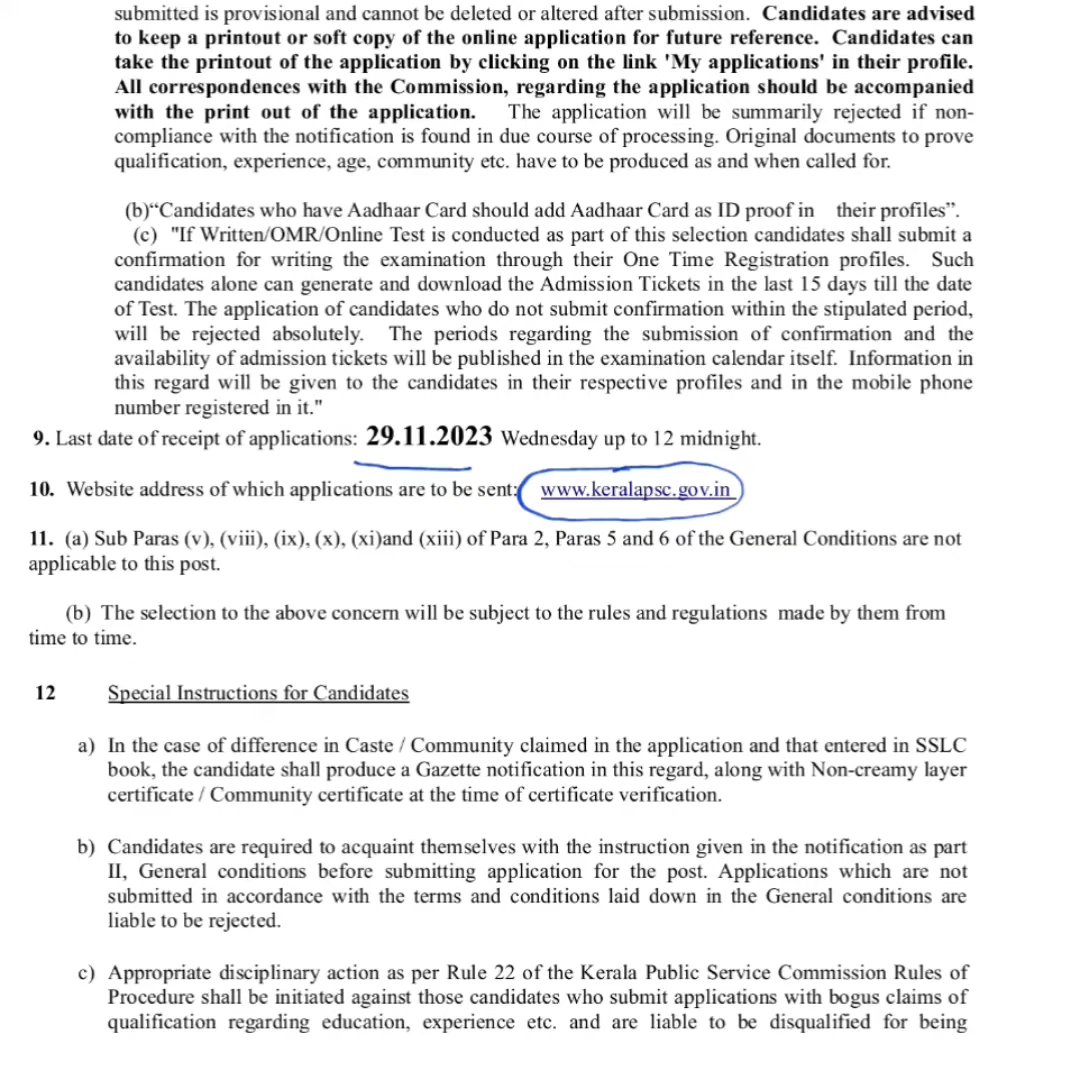 submitted is provisional and cannot be deleted or altered after submission. Candidates are advised
to keep a printout or soft copy of the online application for future reference. Candidates can
take the printout of the application by clicking on the link 'My applications' in their profile.
All correspondences with the Commission, regarding the application should be accompanied
with the print out of the application. The application will be summarily rejected if non-
compliance with the notification is found in due course of processing. Original documents to prove
qualification, experience, age, community etc. have to be produced as and when called for.
(b)“Candidates who have Aadhaar Card should add Aadhaar Card as ID proof in their profiles”.
(c) "If Written/OMR/Online Test is conducted as part of this selection candidates shall submit a
confirmation for writing the examination through their One Time Registration profiles. Such
candidates alone can generate and download the Admission Tickets in the last 15 days till the date
of Test. The application of candidates who do not submit confirmation within the stipulated period,
will be rejected absolutely. The periods regarding the submission of confirmation and the
availability of admission tickets will be published in the examination calendar itself. Information in
this regard will be given to the candidates in their respective profiles and in the mobile phone
number registered in it."
9. Last date of receipt of applications: 29.11.2023 Wednesday up to 12 midnight.
10. Website address of which applications are to be sent: www.keralapsc.gov.in
11. (a) Sub Paras (v), (viii), (ix), (x), (xi)and (xiii) of Para 2, Paras 5 and 6 of the General Conditions are not
applicable to this post.
(b) The selection to the above concern will be subject to the rules and regulations made by them from
time to time.
12 Special Instructions for Candidates
a) In the case of difference in Caste / Community claimed in the application and that entered in SSLC
book, the candidate shall produce a Gazette notification in this regard, along with Non-creamy layer
certificate / Community certificate at the time of certificate verification.
b) Candidates are required to acquaint themselves with the instruction given in the notification as part
II, General conditions before submitting application for the post. Applications which are not
submitted in accordance with the terms and conditions laid down in the General conditions are
liable to be rejected.
c) Appropriate disciplinary action as per Rule 22 of the Kerala Public Service Commission Rules of
Procedure shall be initiated against those candidates who submit applications with bogus claims of
qualification regarding education, experience etc. and are liable to be disqualified for being